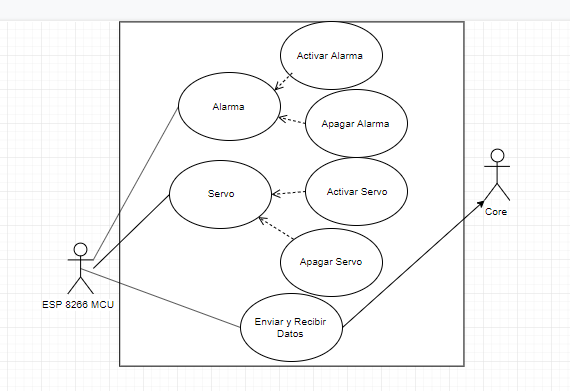 Activar Alarma
Alarma
Apagar Alarma
Servo
Activar Servo
Core
Apagar Servo
ESP 8266 MCU
Enviar y Recibir
Datos